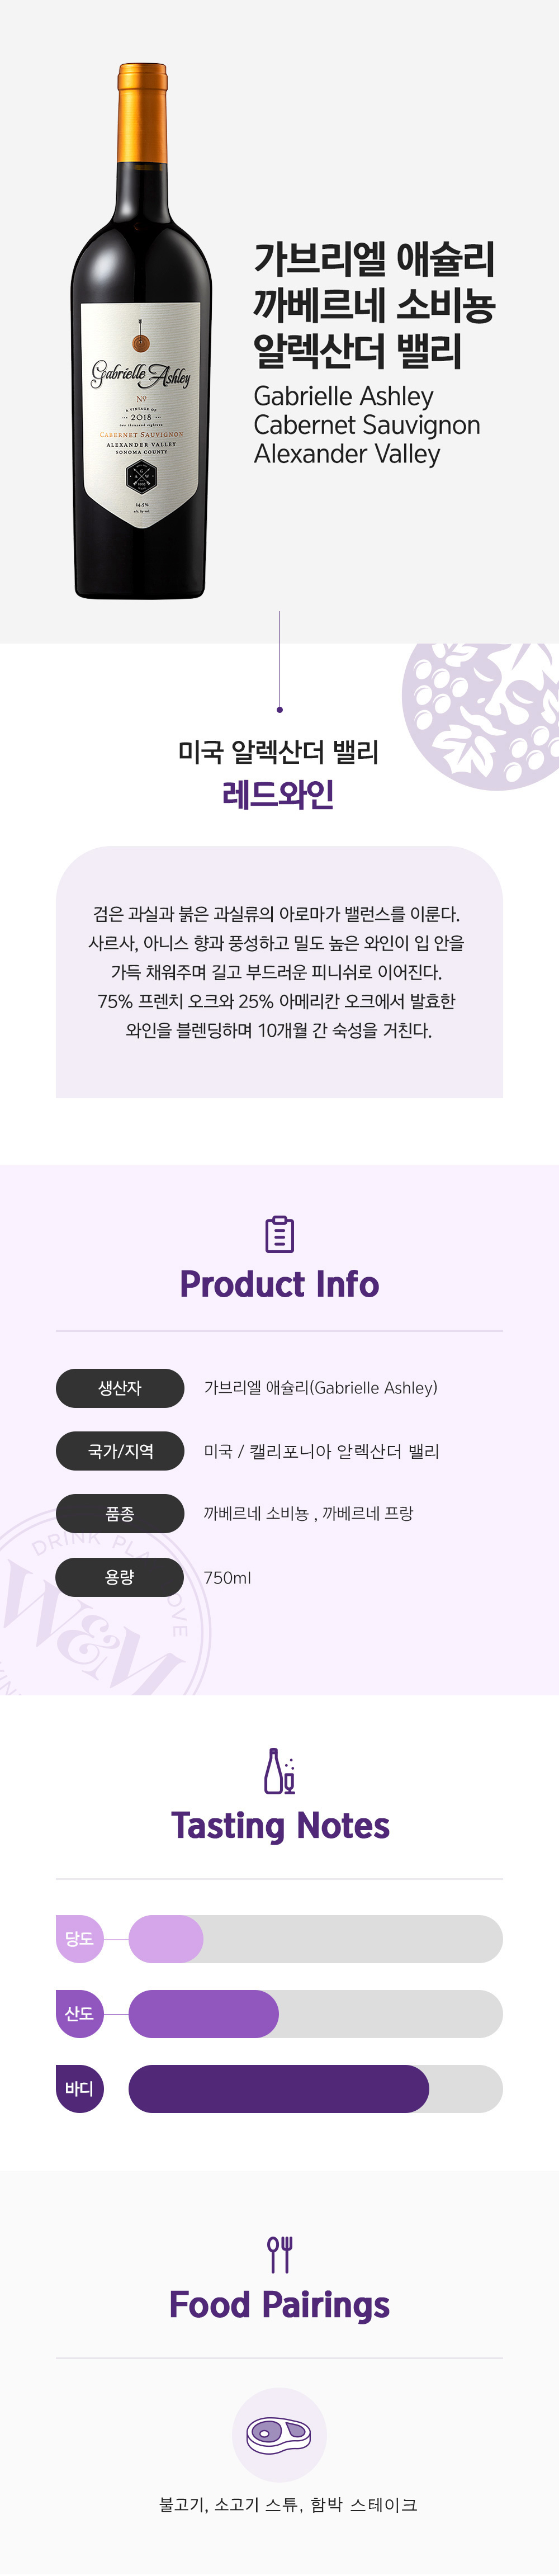 Gabrielle Ashley
Nº
A VINTAGE OF
2018
two thousand eighteen
CABERNET SAUVIGNON
ALEXANDER VALLEY
SONOMA COUNTY
14.5%
alc. by vol.
가브리엘 애슐리
까베르네 소비뇽
알렉산더 밸리
Gabrielle Ashley
Cabernet Sauvignon
Alexander Valley
미국 알렉산더 밸리
레드와인
검은 과실과 붉은 과실류의 아로마가 밸런스를 이룬다.
사르사, 아니스 향과 풍성하고 밀도 높은 와인이 입 안을
가득 채워주며 길고 부드러운 피니쉬로 이어진다.
75% 프렌치 오크와 25% 아메리칸 오크에서 발효한
와인을 블렌딩하며 10개월 간 숙성을 거친다.
Product Info
생산자 가브리엘 애슐리(Gabrielle Ashley)
국가/지역 미국 / 캘리포니아 알렉산더 밸리
품종 까베르네 소비뇽 , 까베르네 프랑
용량 750ml
DRINK
W&M
Tasting Notes
당도
산도
바디
Food Pairings
불고기, 소고기 스튜, 함박 스테이크